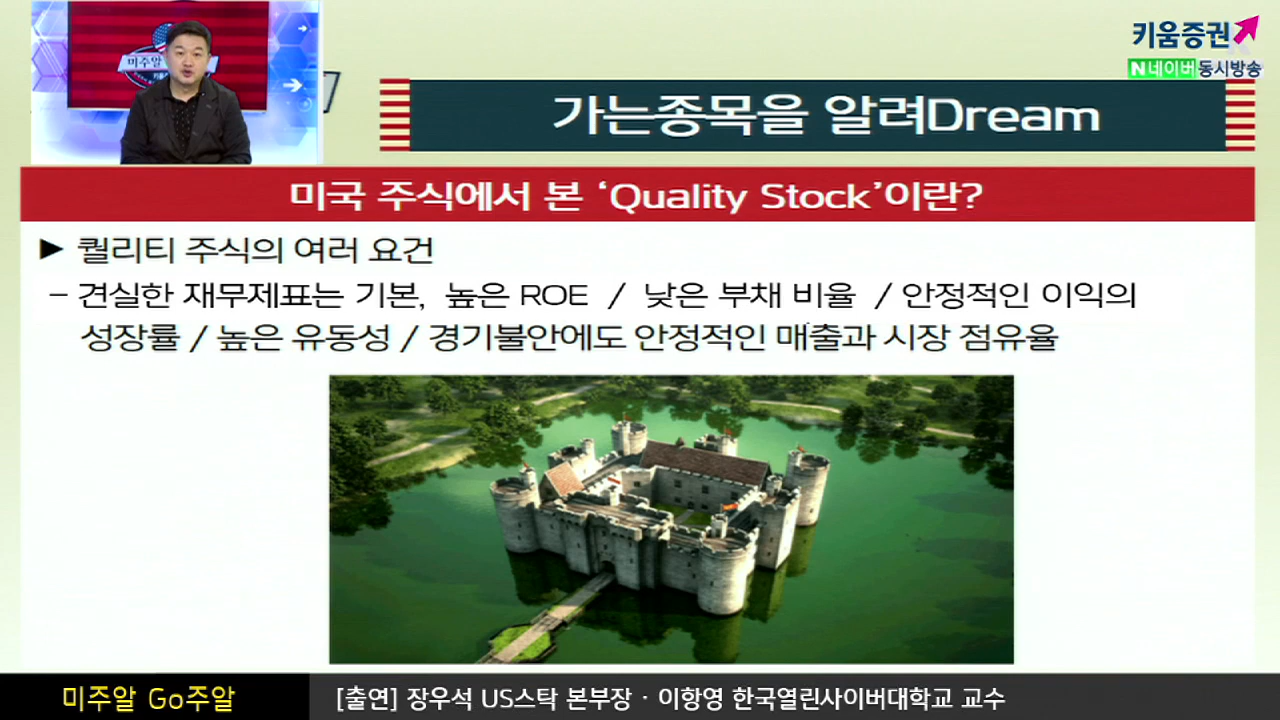 미주알
키움증권
N네이버 동시방송
가는종목을 알려Dream
미국 주식에서 본 ‘Quality Stock’이란?
▶ 퀄리티 주식의 여러 요건
– 견실한 재무제표는 기본, 높은 ROE / 낮은 부채 비율 / 안정적인 이익의
성장률 / 높은 유동성 / 경기불안에도 안정적인 매출과 시장 점유율
미주알 Go주알
[출연] 장우석 US스탁 본부장 · 이항영 한국열린사이버대학교 교수